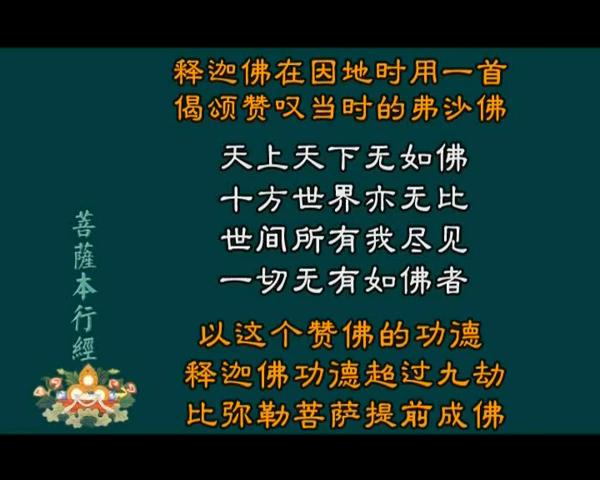 释迦佛在因地时用一首
偈颂赞叹当时的弗沙佛
天上天下无如佛
十方世界亦无比
世间所有我尽见
一切无有如佛者
以这个赞佛的功德
释迦佛功德超过九劫
比弥勒菩萨提前成佛
菩薩本行經